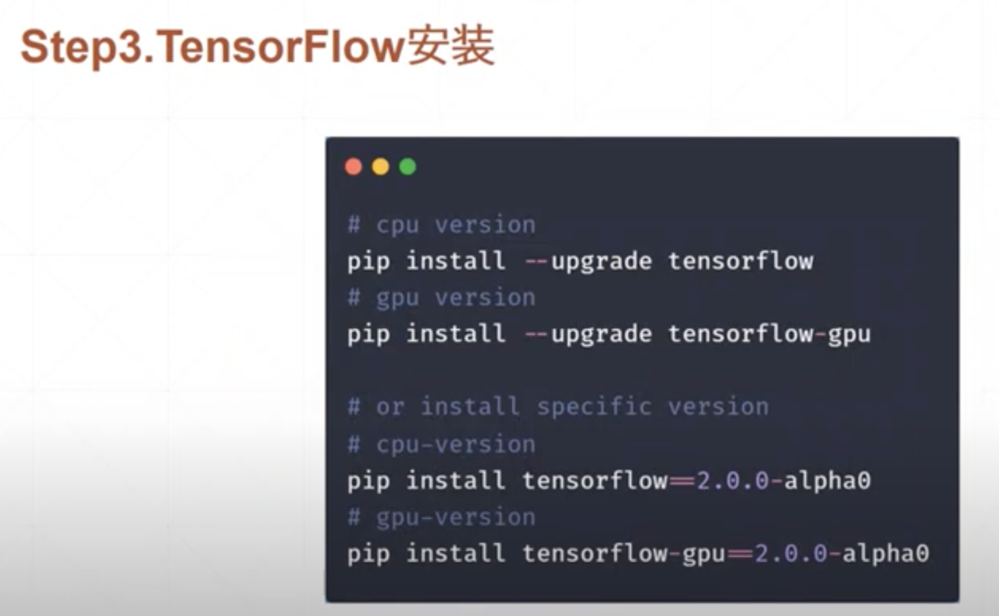 Step3.TensorFlow安装
# cpu version
pip install --upgrade tensorflow
# gpu version
pip install --upgrade tensorflow-gpu
# or install specific version
# cpu-version
pip install tensorflow==2.0.0-alpha0
# gpu-version
pip install tensorflow-gpu==2.0.0-alpha0